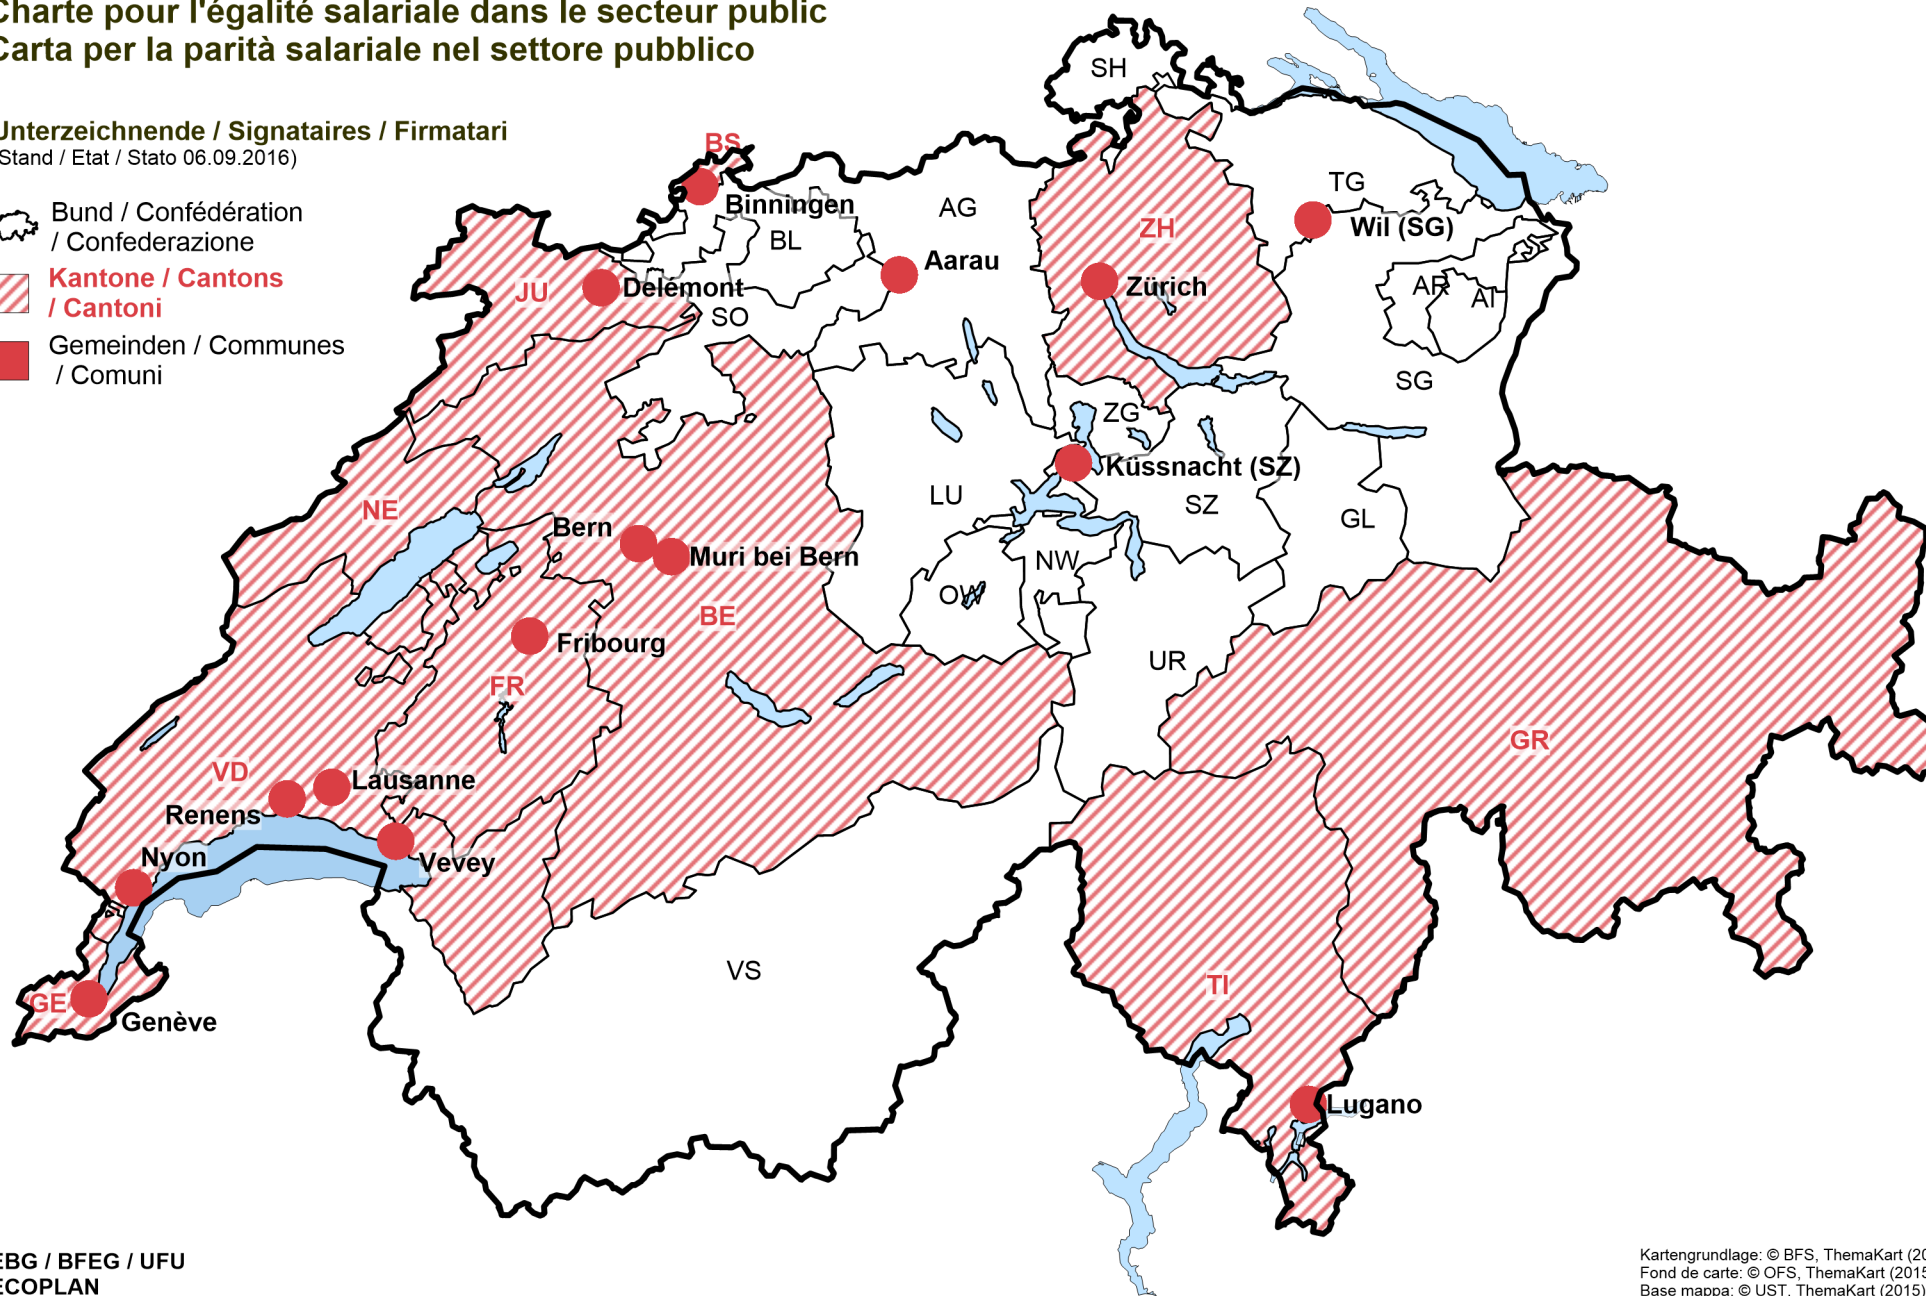 Charte pour l'égalité salariale dans le secteur public
Carta per la parità salariale nel settore pubblico
Unterzeichnende / Signataires / Firmatari
(Stand / Etat / Stato 06.09.2016)
Bund / Confédération
/ Confederazione
Kantone / Cantons
/ Cantoni
Gemeinden / Communes
/ Comuni
SH
BS
Binningen
BL
AG
TG
Wil (SG)
ZH
Zürich
Aarau
JU
Delémont
SO
AR
AI
SG
ZG
Küssnacht (SZ)
SZ
LU
GL
NE
Bern
Muri bei Bern
NW
OW
BE
Fribourg
FR
UR
GR
VD
Lausanne
Renens
Nyon
Vevey
VS
TI
GE
Genève
Lugano
EBG / BFEG / UFU
ECOPLAN
Kartengrundlage: © BFS, ThemaKart (20
Fond de carte: © OFS, ThemaKart (2015
Base mappa: © UST, ThemaKart (2015)